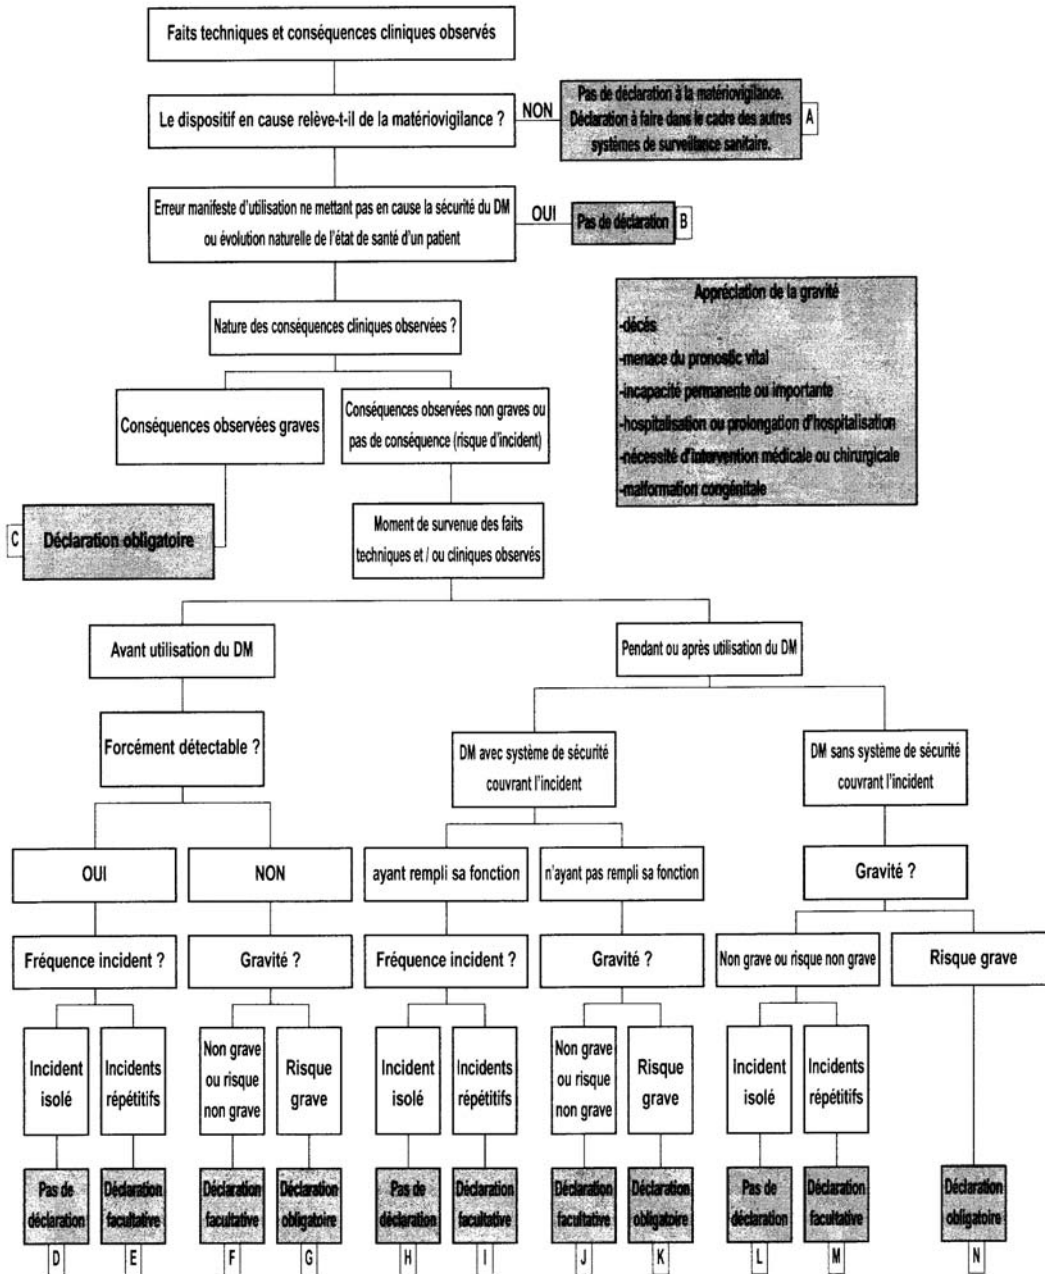 Faits techniques et conséquences cliniques observés
Le dispositif en cause relève-t-il de la matériovigilance ?
NON
Pas de déclaration à la matériovigilance.
Déclaration à faire dans le cadre des autres
systèmes de surveillance sanitaire.
A
Erreur manifeste d'utilisation ne mettant pas en cause la sécurité du DM
ou évolution naturelle de l'état de santé d'un patient
OUI
Pas de déclaration
B
Nature des conséquences cliniques observées ?
Appréciation de la gravité
-décés
-menace du pronostic vital
-incapacité permanente ou importante
-hospitalisation ou prolongation d'hospitalisation
-nécessité d'intervention médicale ou chirurgicale
-malformation congénitale
Conséquences observées graves
Conséquences observées non graves ou
pas de conséquence (risque d'incident)
C
Déclaration obligatoire
Moment de survenue des faits
techniques et / ou cliniques observés
Avant utilisation du DM
Pendant ou après utilisation du DM
Forcément détectable ?
DM avec système de sécurité
couvrant l'incident
DM sans système de sécurité
couvrant l'incident
OUI
NON
ayant rempli sa fonction
n'ayant pas rempli sa fonction
Gravité ?
Fréquence incident ?
Gravité ?
Fréquence incident ?
Gravité ?
Non grave ou risque non grave
Risque grave
Incident
isolé
Incidents
répétitifs
Non grave
ou risque
non grave
Risque
grave
Incident
isolé
Incidents
répétitifs
Non grave
ou risque
non grave
Risque
grave
Incident
isolé
Incidents
répétitifs
Pas de
déclaration
Déclaration
facultative
Déclaration
facultative
Déclaration
obligatoire
Pas de
déclaration
Déclaration
facultative
Déclaration
facultative
Déclaration
obligatoire
Pas de
déclaration
Déclaration
facultative
Déclaration
obligatoire
D
E
F
G
H
I
J
K
L
M
N